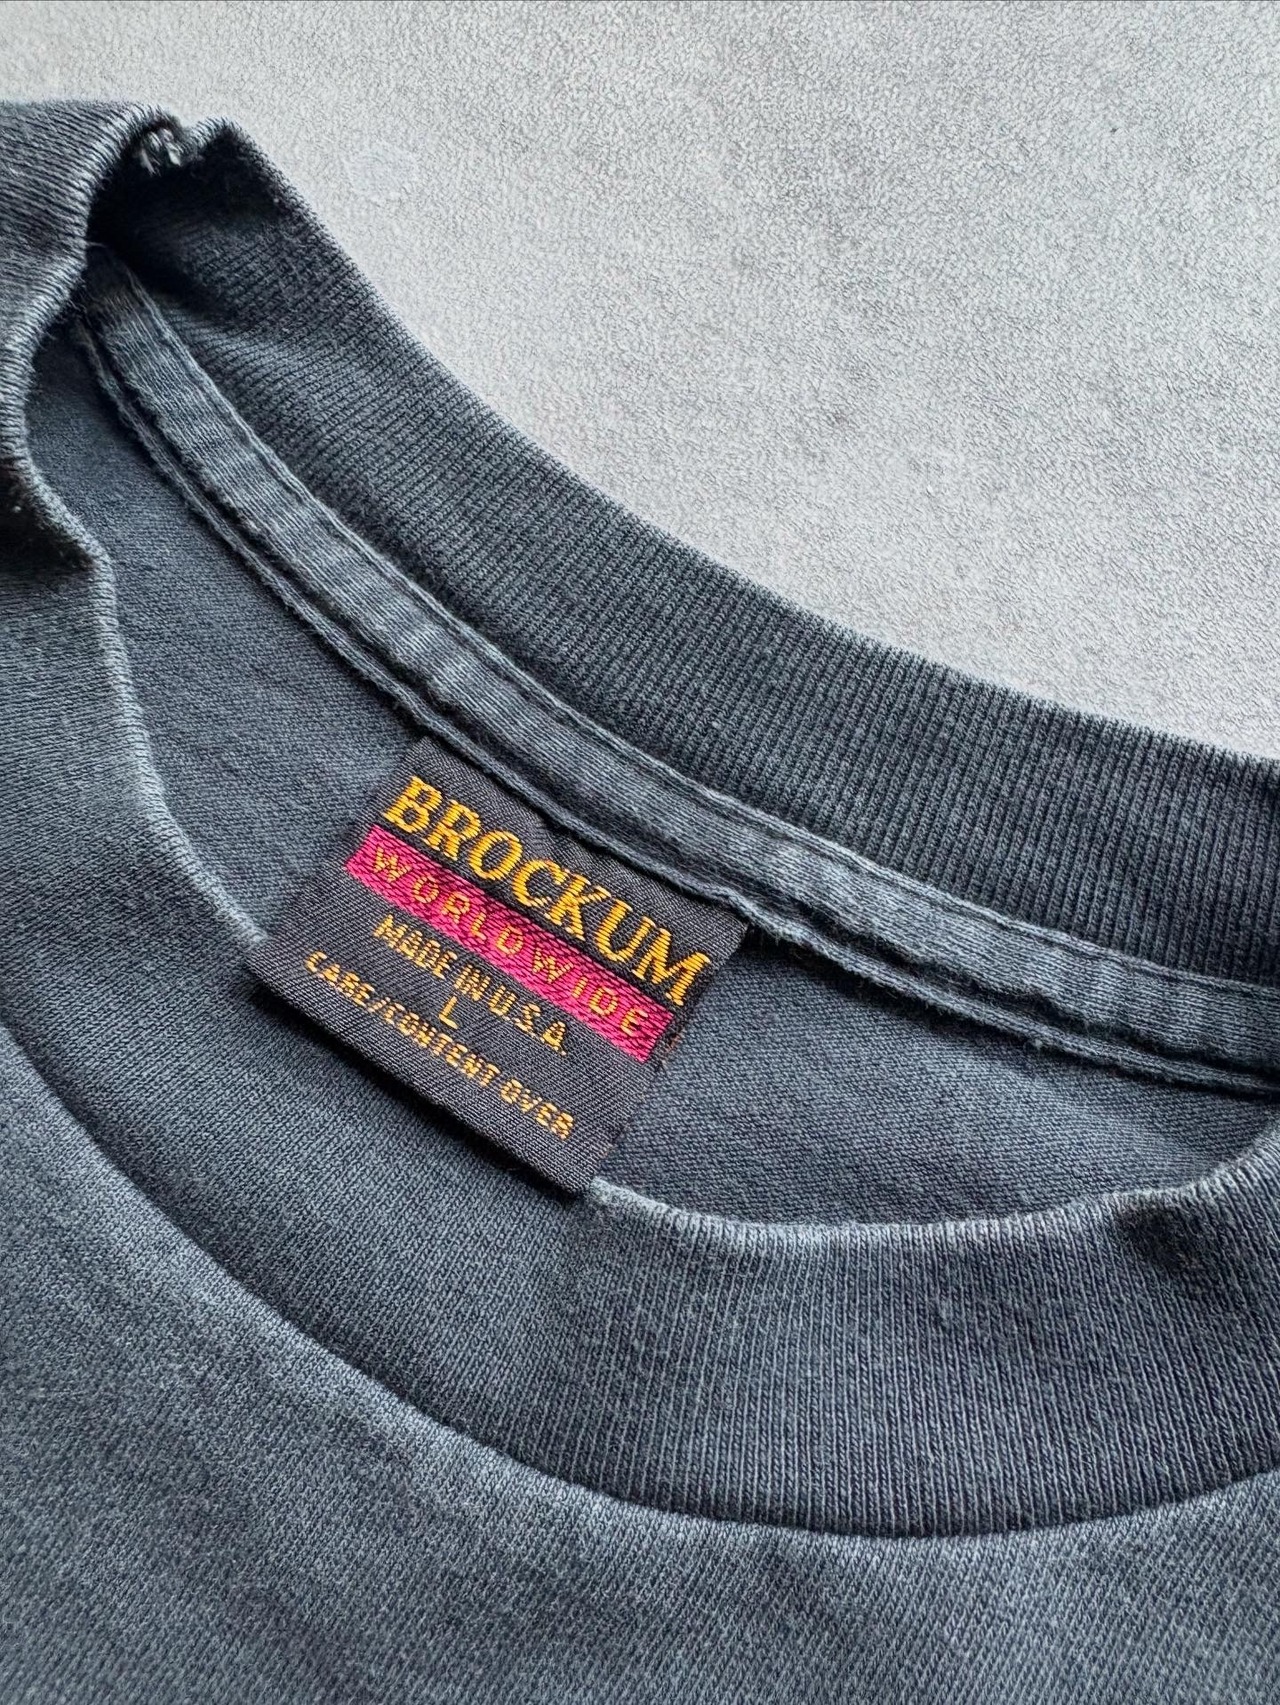 BROCKUM
WORLDWIDE
MADE IN U.S.A.
L
CARE/CONTENT OVER